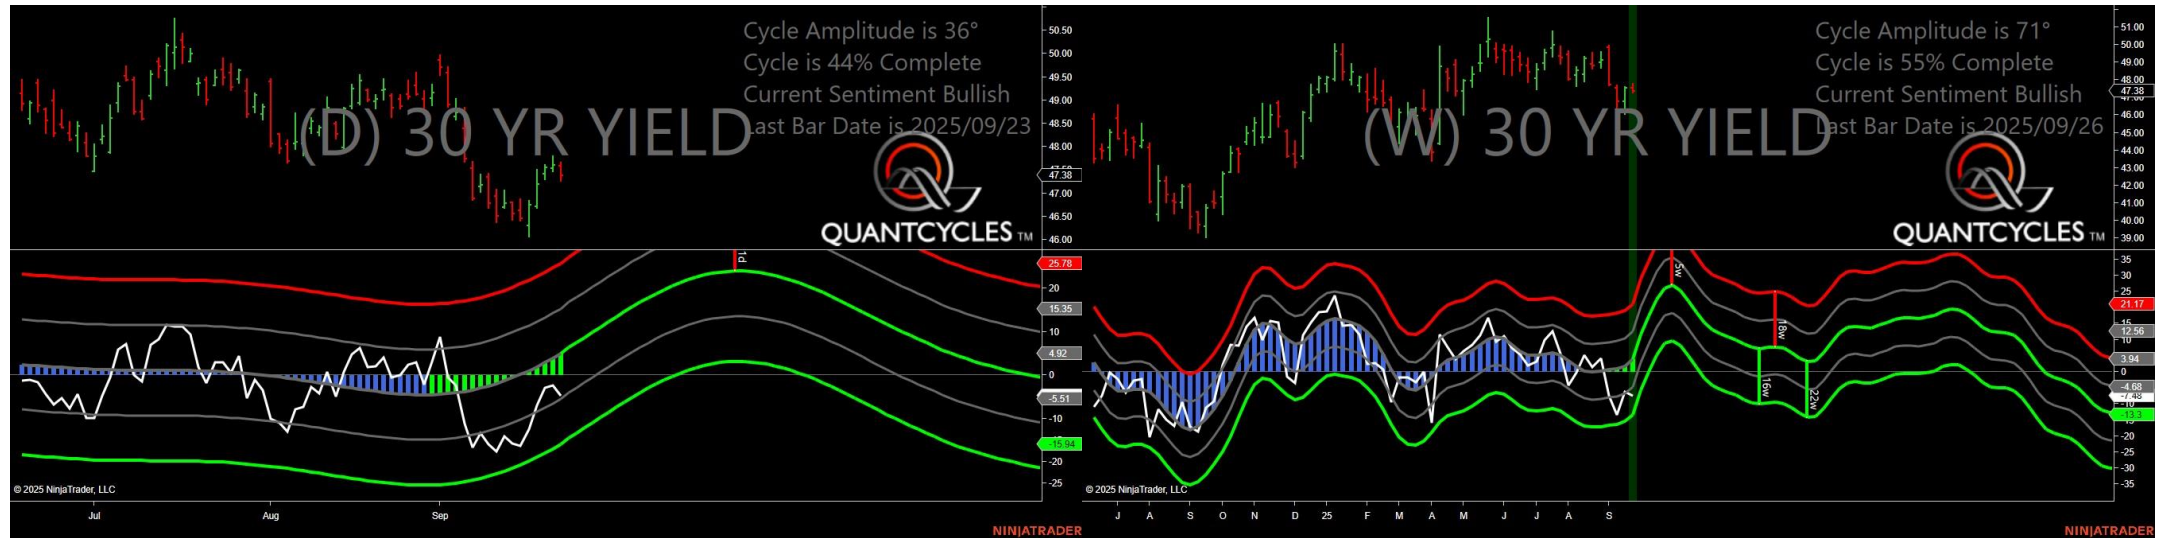 Cycle Amplitude is 36°
Cycle is 44% Complete
Current Sentiment Bullish
Last Bar Date is 2025/09/23
(D) 30 YR YIELD
QUANTCYCLES TM
50.50
50.00
49.50
49.00
48.50
48.00
47.38
47.00
46.50
46.00
1d
25.78
20
15.35
10
4.92
0
-5.51
-10
-15.94
-20
-25
© 2025 NinjaTrader, LLC
Jul
Aug
Sep
NINJATRADER
Cycle Amplitude is 71°
Cycle is 55% Complete
Current Sentiment Bullish
Last Bar Date is 2025/09/26
(W) 30 YR YIELD
QUANTCYCLES TM
51.00
50.00
49.00
48.00
47.38
46.00
45.00
44.00
43.00
42.00
41.00
40.00
39.00
5w
18w
16w
22w
35
30
25
21.17
15
12.56
10
3.94
0
-4.68
-7.48
-13.3
-20
-25
-30
-35
© 2025 NinjaTrader, LLC
J A S O N D 25 F M A M J J A S
NINJATRADER